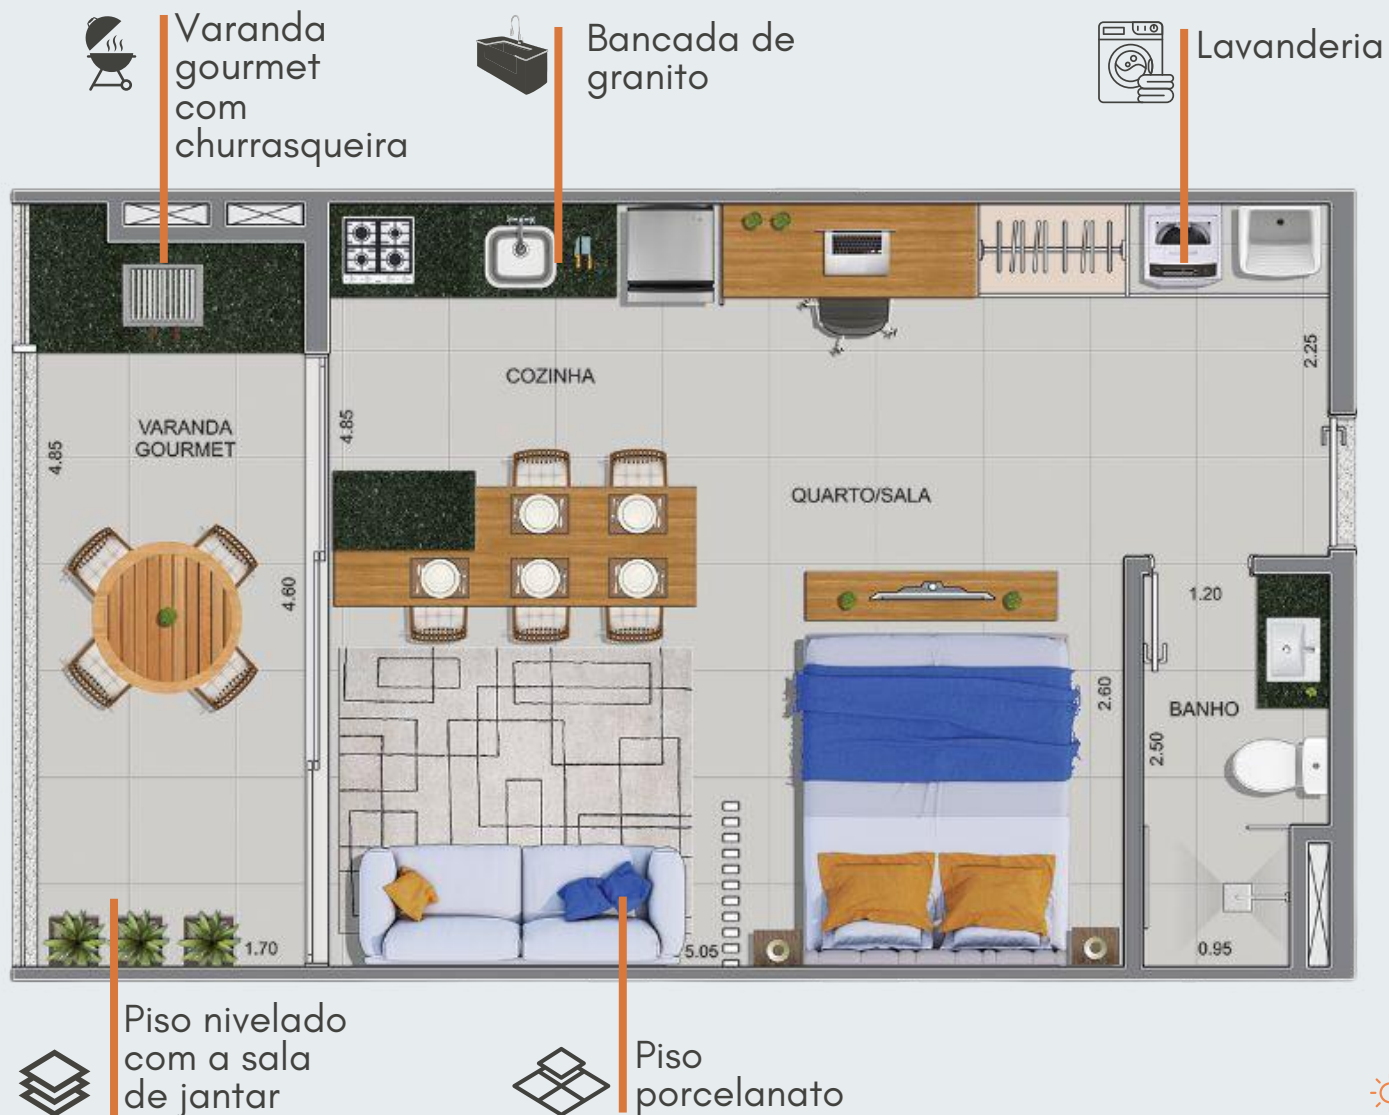 Varanda
gourmet
com
churrasqueira
Bancada de
granito
Lavanderia
COZINHA
VARANDA
GOURMET
QUARTO/SALA
BANHO
4.85
4.85
4.60
2.25
1.20
2.60
2.50
1.70
5.05
0.95
Piso nivelado
com a sala
de jantar
Piso
porcelanato